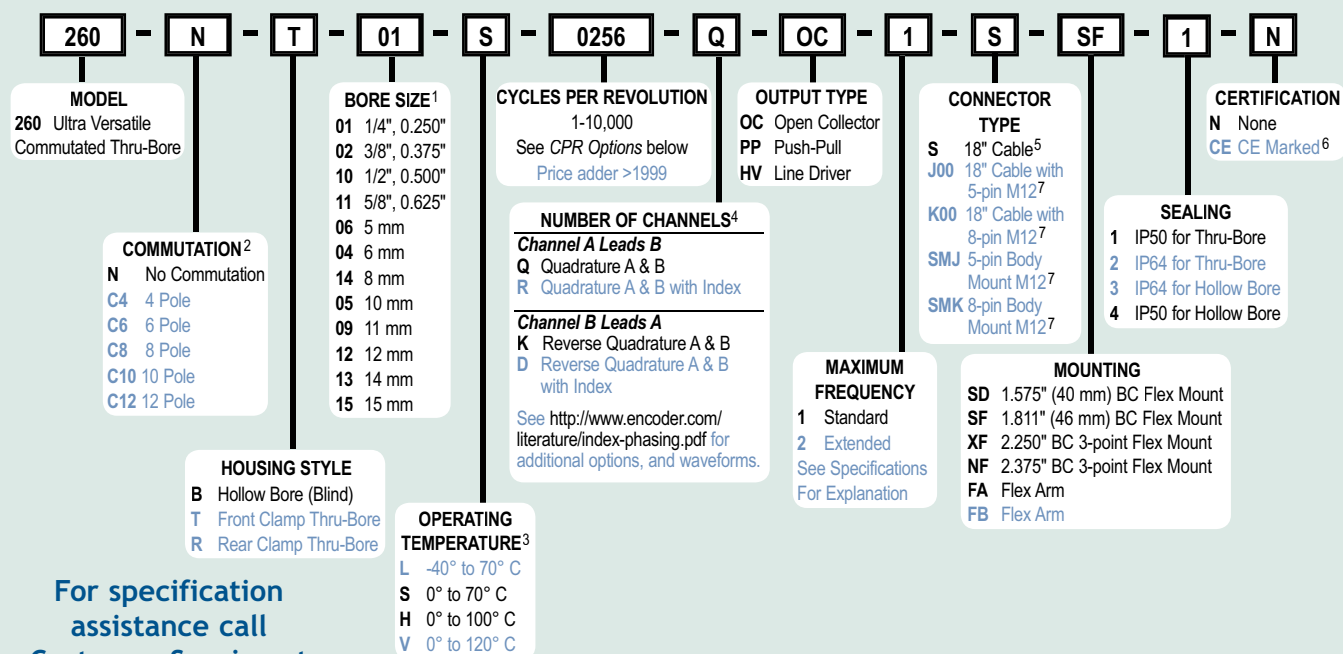 260 - N - T - 01 - S - 0256 - Q - OC - 1 - S - SF - 1 - N
MODEL
260 Ultra Versatile
Commutated Thru-Bore
COMMUTATION2
N No Commutation
C4 4 Pole
C6 6 Pole
C8 8 Pole
C10 10 Pole
C12 12 Pole
HOUSING STYLE
B Hollow Bore (Blind)
T Front Clamp Thru-Bore
R Rear Clamp Thru-Bore
BORE SIZE1
01 1/4", 0.250"
02 3/8", 0.375"
10 1/2", 0.500"
11 5/8", 0.625"
06 5 mm
04 6 mm
14 8 mm
05 10 mm
09 11 mm
12 12 mm
13 14 mm
15 15 mm
OPERATING
TEMPERATURE3
L -40° to 70° C
S 0° to 70° C
H 0° to 100° C
V 0° to 120° C
CYCLES PER REVOLUTION
1-10,000
See CPR Options below
Price adder >1999
NUMBER OF CHANNELS4
Channel A Leads B
Q Quadrature A & B
R Quadrature A & B with Index
Channel B Leads A
K Reverse Quadrature A & B
D Reverse Quadrature A & B
with Index
See http://www.encoder.com/
literature/index-phasing.pdf for
additional options, and waveforms.
OUTPUT TYPE
OC Open Collector
PP Push-Pull
HV Line Driver
MAXIMUM
FREQUENCY
1 Standard
2 Extended
See Specifications
For Explanation
CONNECTOR
TYPE
S 18" Cable5
J00 18" Cable with
5-pin M127
K00 18" Cable with
8-pin M127
SMJ 5-pin Body
Mount M127
SMK 8-pin Body
Mount M127
MOUNTING
SD 1.575" (40 mm) BC Flex Mount
SF 1.811" (46 mm) BC Flex Mount
XF 2.250" BC 3-point Flex Mount
NF 2.375" BC 3-point Flex Mount
FA Flex Arm
FB Flex Arm
SEALING
1 IP50 for Thru-Bore
2 IP64 for Thru-Bore
3 IP64 for Hollow Bore
4 IP50 for Hollow Bore
CERTIFICATION
N None
CE CE Marked6
For specification
assistance call